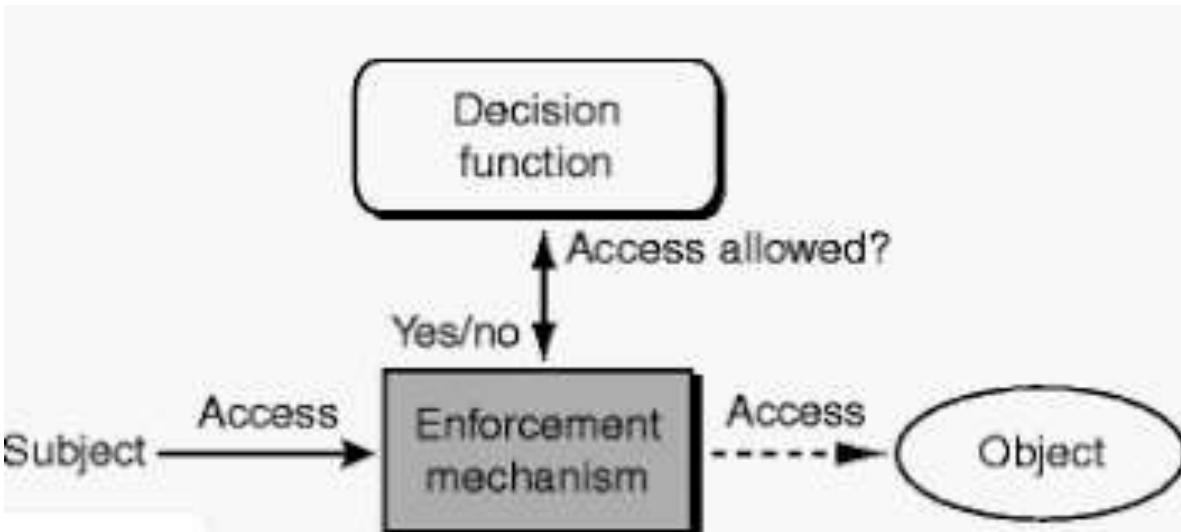 Decision
function
Access allowed?
Yes/no
Access
Enforcement
mechanism
Access
Subject
Object